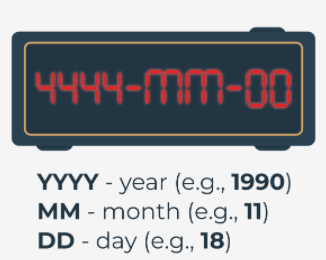 YYYY-MM-DD
YYYY - year (e.g., 1990)
MM - month (e.g., 11)
DD - day (e.g., 18)